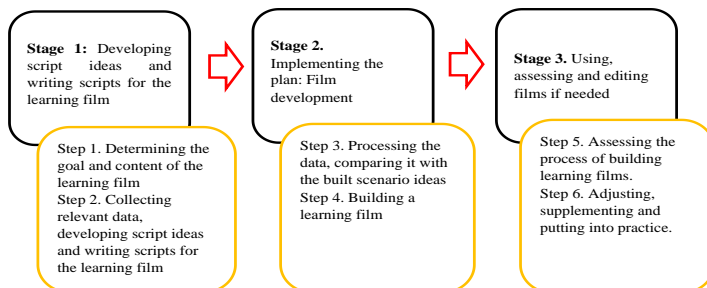 Stage 1: Developing
script ideas and
writing scripts for the
learning film
Step 1. Determining the
goal and content of the
learning film
Step 2. Collecting
relevant data,
developing script ideas
and writing scripts for
the learning film
Stage 2.
Implementing the
plan: Film
development
Step 3. Processing the
data, comparing it with
the built scenario ideas
Step 4. Building a
learning film
Stage 3. Using,
assessing and editing
films if needed
Step 5. Assessing the
process of building
learning films.
Step 6. Adjusting,
supplementing and
putting into practice.